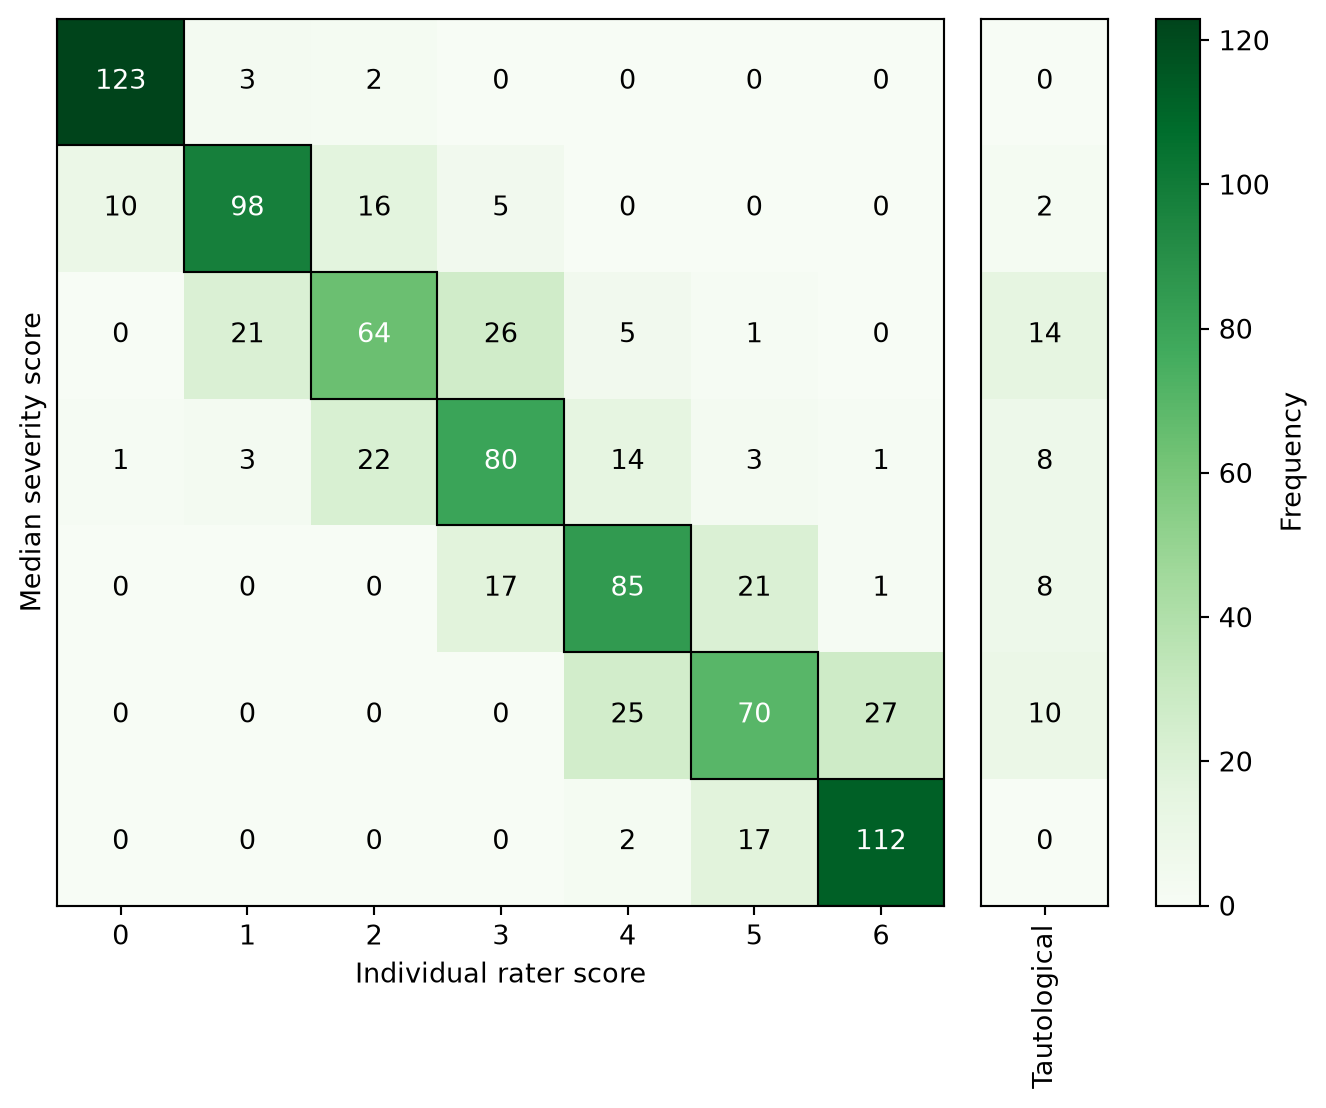 123 3 2 0 0 0 0 0
10 98 16 5 0 0 0 2
0 21 64 26 5 1 0 14
1 3 22 80 14 3 1 8
0 0 0 17 85 21 1 8
0 0 0 0 25 70 27 10
0 0 0 0 2 17 112 0
0 1 2 3 4 5 6
Individual rater score
Median severity score
Tautological
120
100
80
60
40
20
0
Frequency